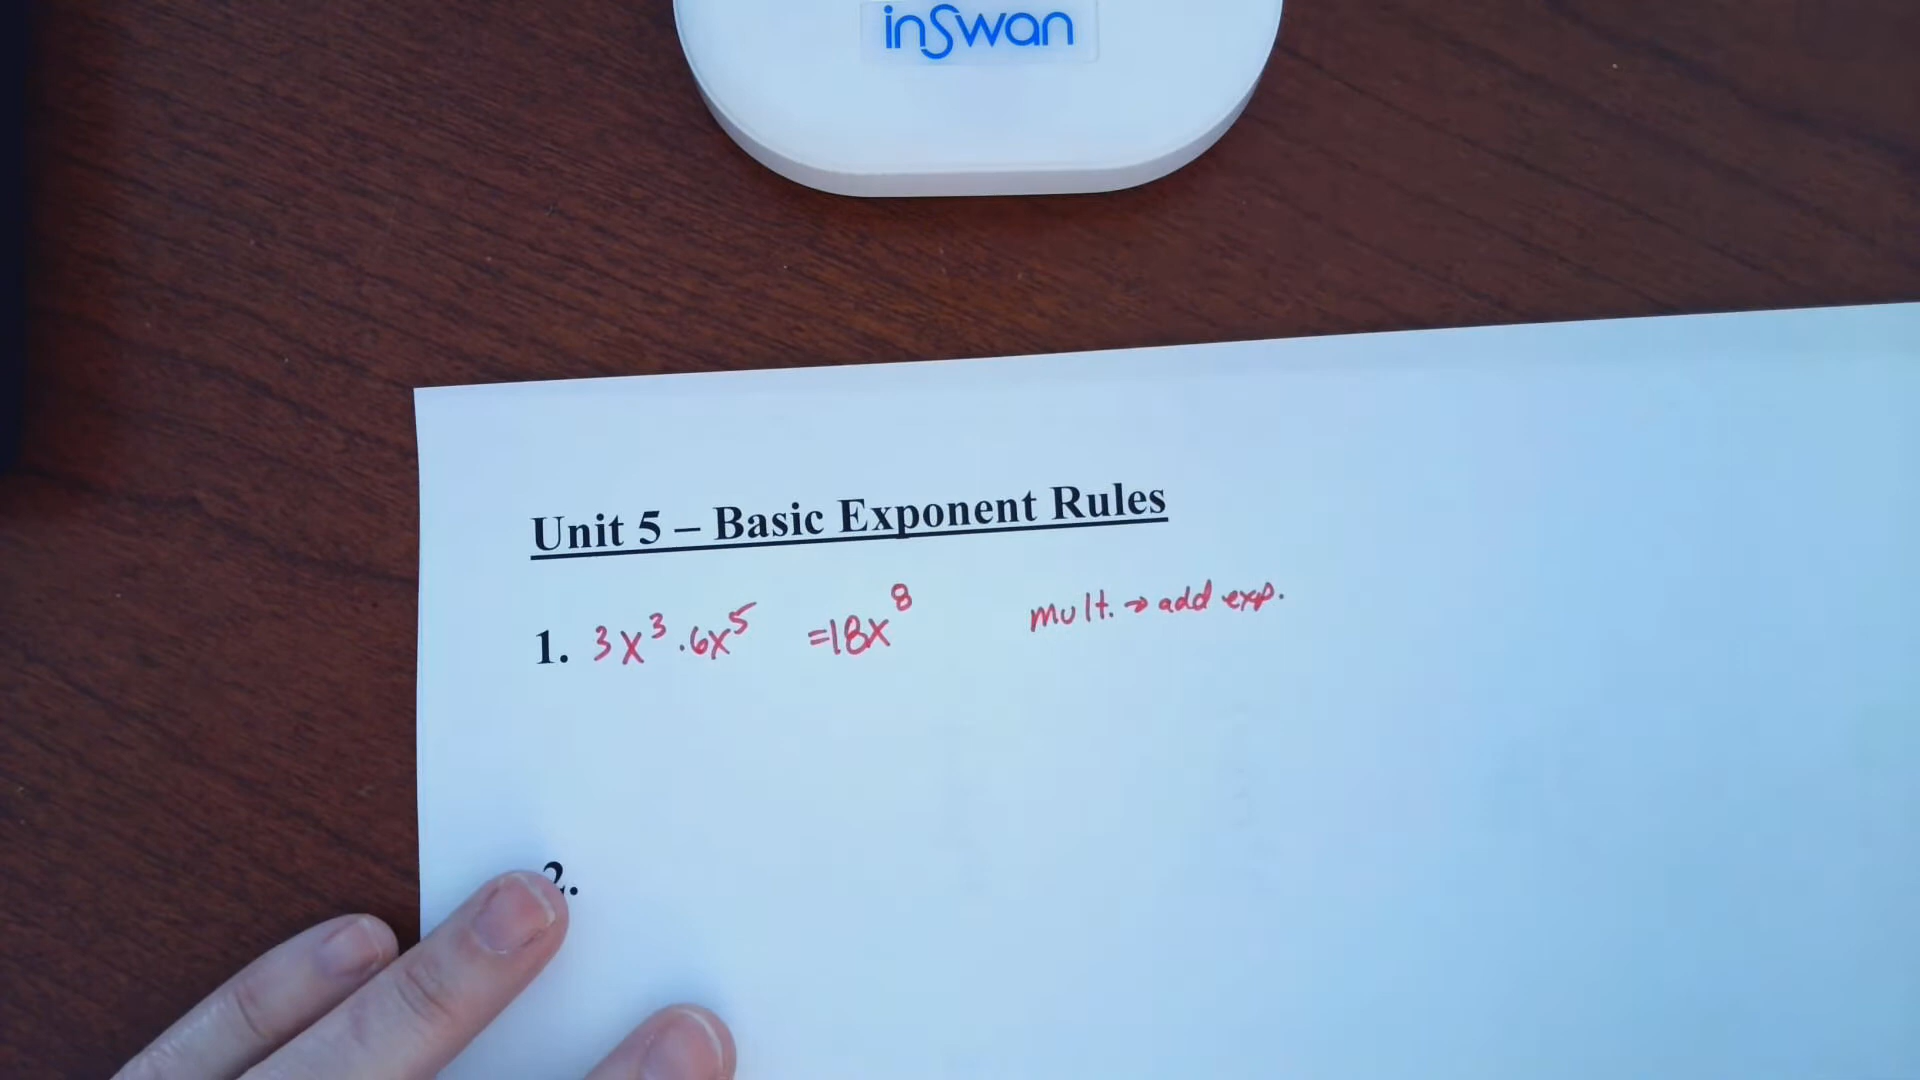 inSwan
Unit 5 – Basic Exponent Rules
1. 3x³ · 6x⁵ =18x⁸ mult. → add exp.
2.